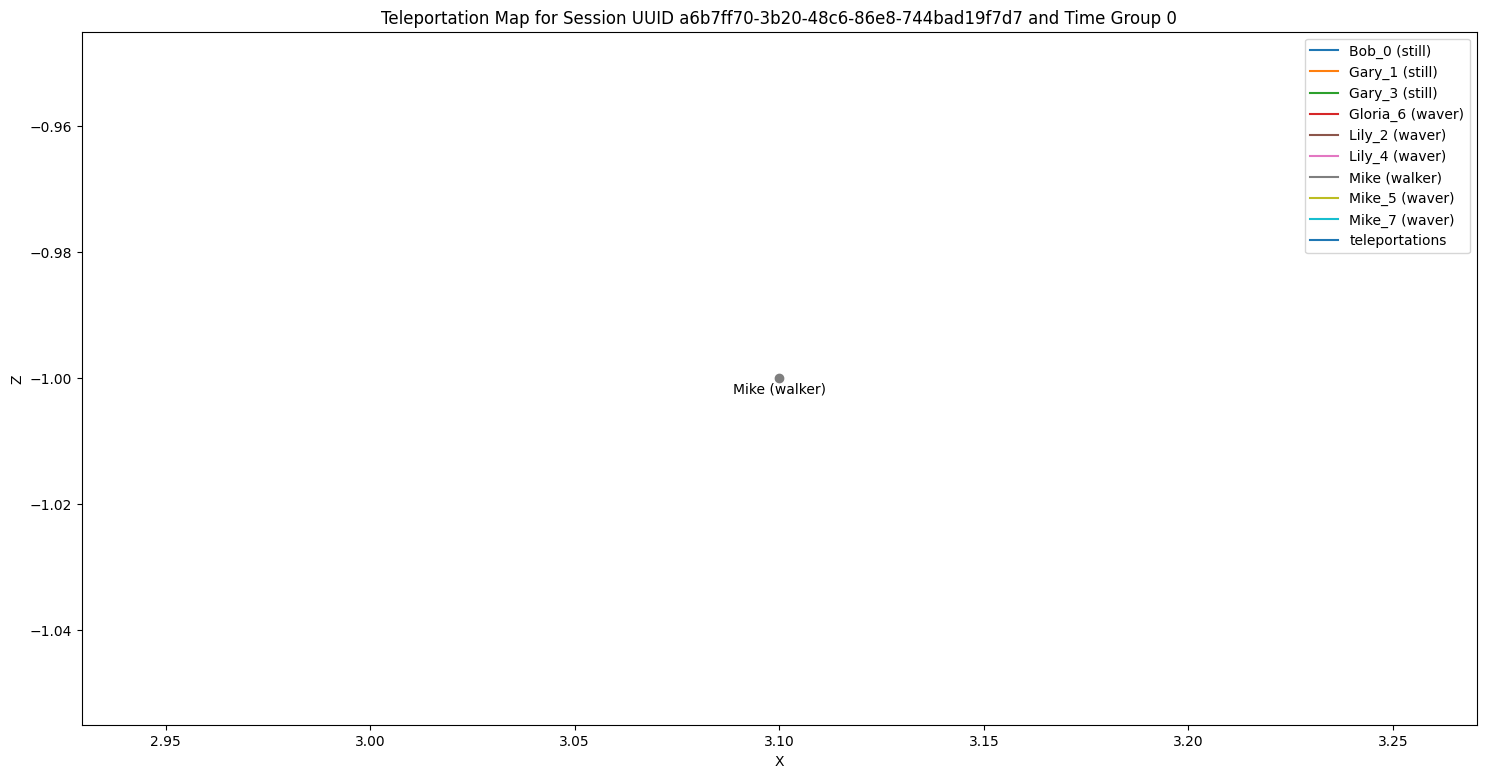 Teleportation Map for Session UUID a6b7ff70-3b20-48c6-86e8-744bad19f7d7 and Time Group 0
Bob_0 (still)
Gary_1 (still)
Gary_3 (still)
Gloria_6 (waver)
Lily_2 (waver)
Lily_4 (waver)
Mike (walker)
Mike_5 (waver)
Mike_7 (waver)
teleportations
−0.96
−0.98
−1.00
−1.02
−1.04
Z
Mike (walker)
2.95 3.00 3.05 3.10 3.15 3.20 3.25
X